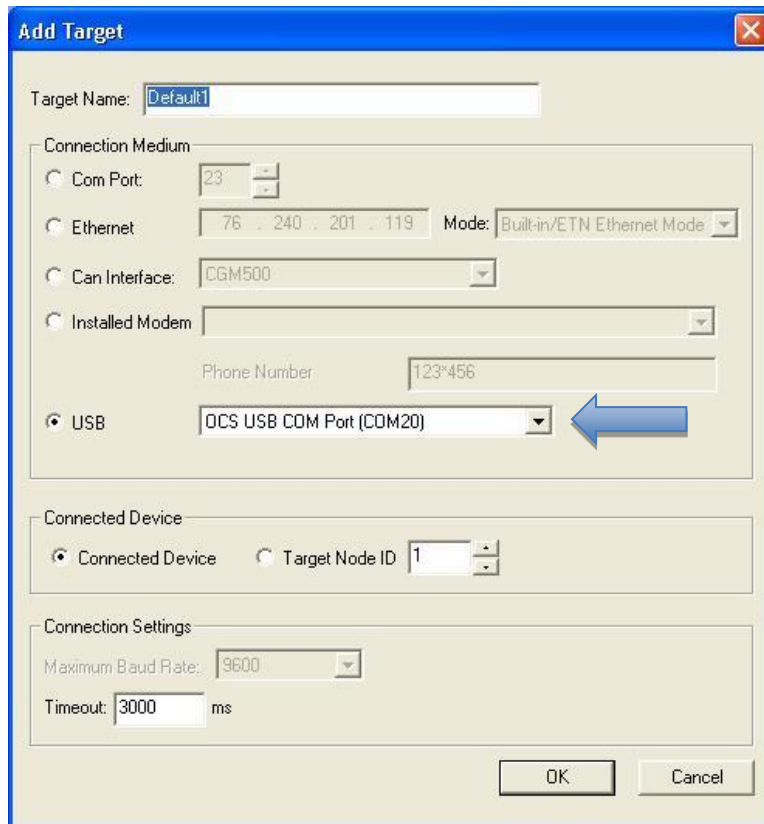 Add Target
Target Name: Default1
Connection Medium
Com Port: 23
Ethernet 76 . 240 . 201 . 119 Mode: Built-in/ETN Ethernet Mode
Can Interface: CGM500
Installed Modem
Phone Number 123*456
USB OCS USB COM Port (COM20)
Connected Device
Connected Device Target Node ID 1
Connection Settings
Maximum Baud Rate: 9600
Timeout: 3000 ms
OK Cancel